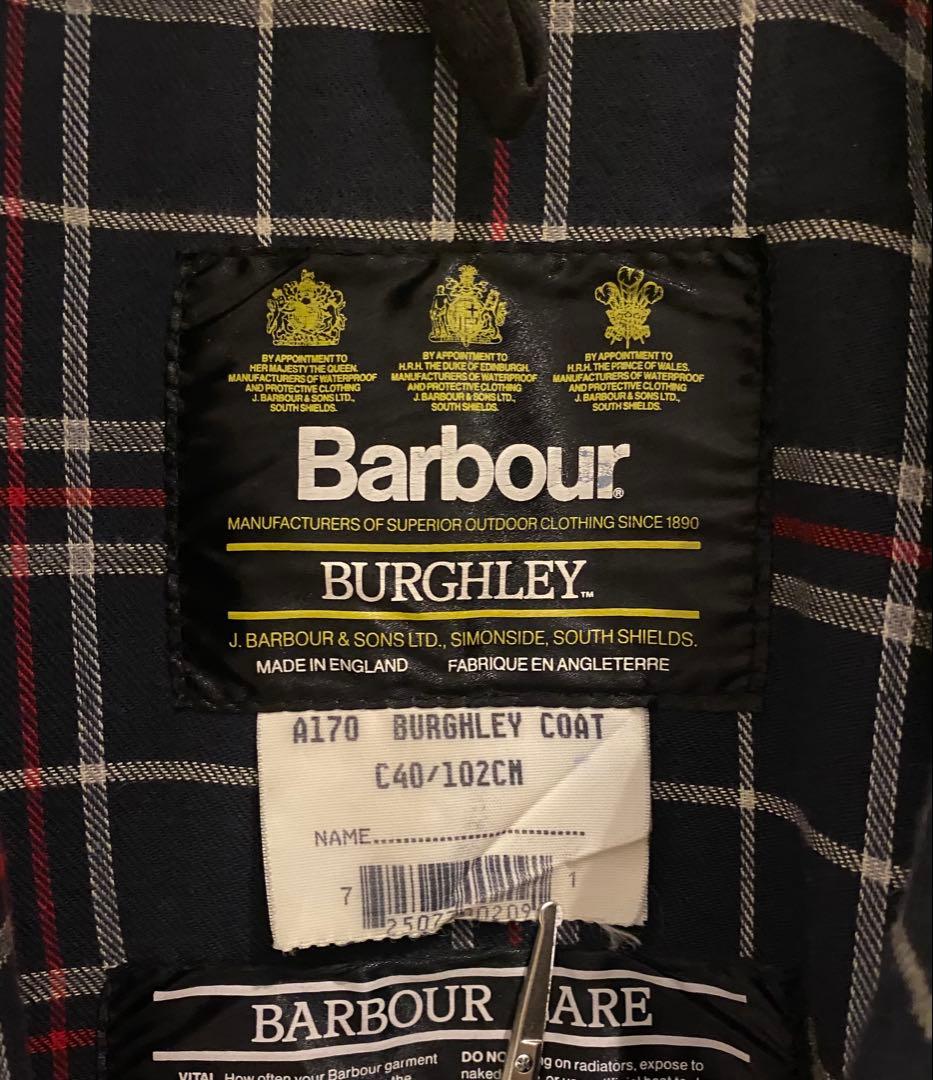 BY APPOINTMENT TO
HER MAJESTY THE QUEEN.
MANUFACTURERS OF WATERPROOF
AND PROTECTIVE CLOTHING
J. BARBOUR & SONS LTD.,
SOUTH SHIELDS.
BY APPOINTMENT TO
H.R.H. THE DUKE OF EDINBURGH.
MANUFACTURERS OF WATERPROOF
AND PROTECTIVE CLOTHING
J. BARBOUR & SONS LTD.,
SOUTH SHIELDS.
BY APPOINTMENT TO
H.R.H. THE PRINCE OF WALES.
MANUFACTURERS OF WATERPROOF
AND PROTECTIVE CLOTHING
J. BARBOUR & SONS LTD.,
SOUTH SHIELDS.
Barbour®
MANUFACTURERS OF SUPERIOR OUTDOOR CLOTHING SINCE 1890
BURGHLEY™
J. BARBOUR & SONS LTD., SIMONSIDE, SOUTH SHIELDS.
MADE IN ENGLAND FABRIQUE EN ANGLETERRE
A170 BURGHLEY COAT
C40/102CM
NAME
7 1
BARBOUR ARE
VITAL How often your Barbour garment
the
DO NO
g on radiators, expose to
naked